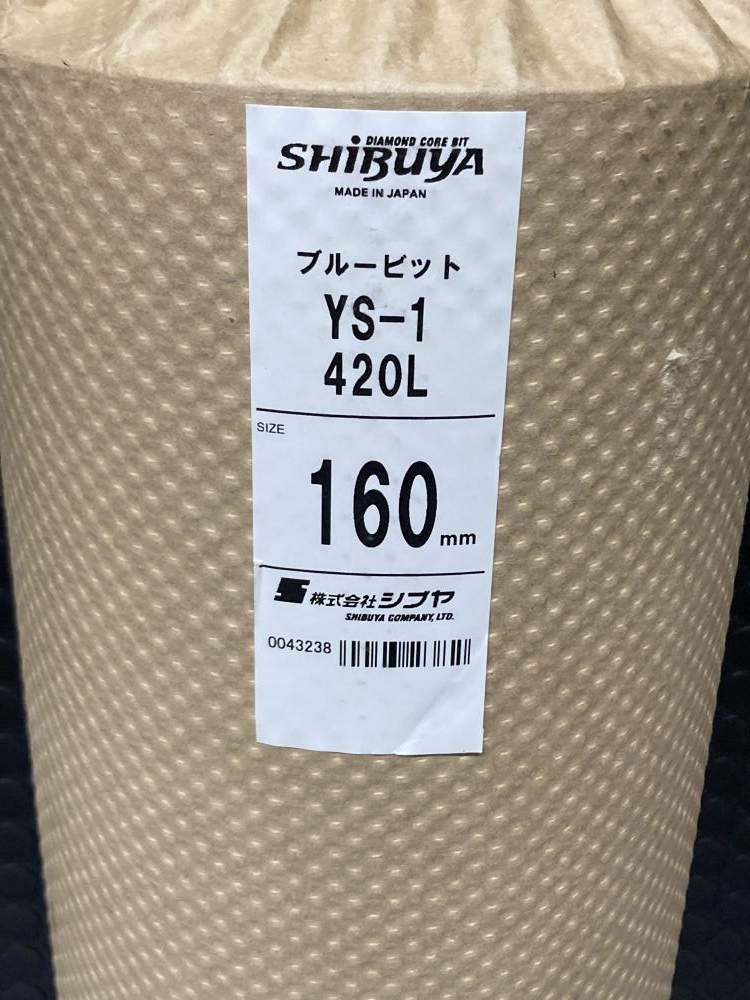 DIAMOND CORE BIT
SHIBUYA
MADE IN JAPAN
ブルービット
YS-1
420L
SIZE
160mm
株式会社シブヤ
SHIBUYA COMPANY, LTD.
0043238